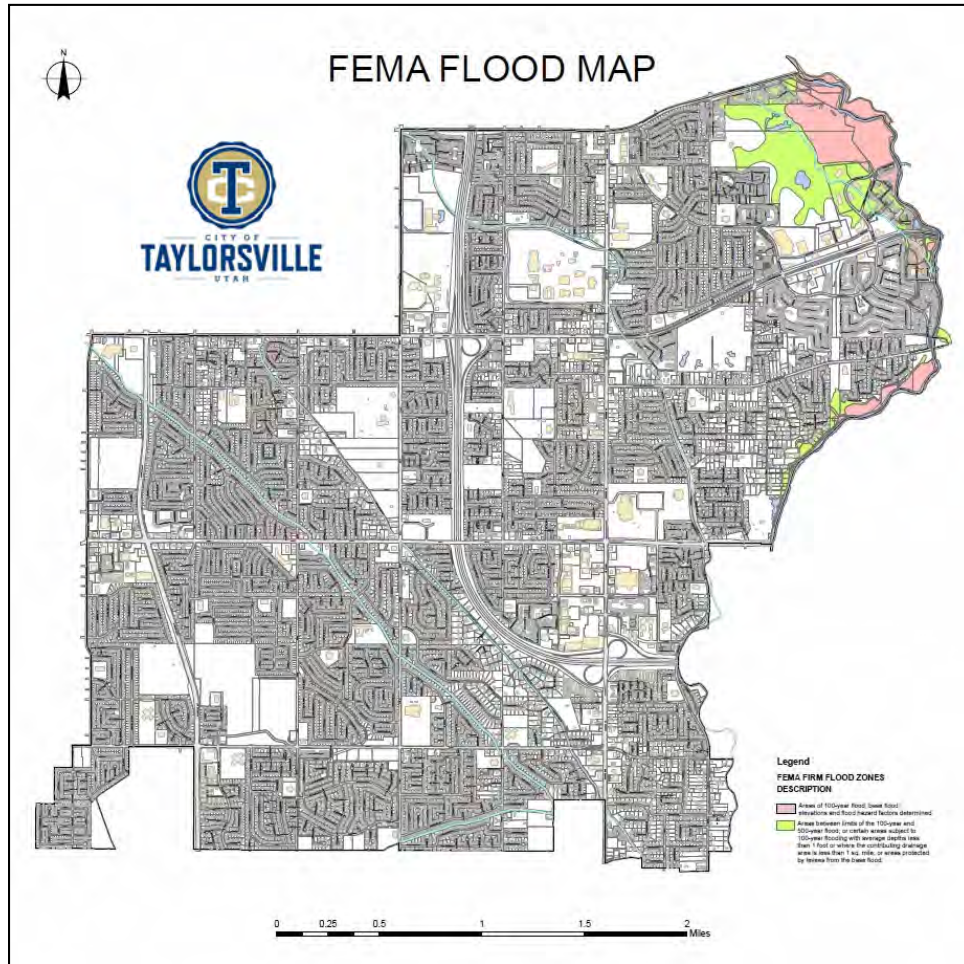 N
FEMA FLOOD MAP
T
CITY OF
TAYLORSVILLE
UTAH
Legend
FEMA FIRM FLOOD ZONES
DESCRIPTION
Areas of 100-year flood; base flood
elevations and flood hazard factors determined
Areas between limits of the 100-year and
500-year flood; or certain areas subject to
100-year flooding with average depths less
than 1 foot or where the contributing drainage
area is less than 1 sq. mile; or areas protected
by levees from the base flood.
0 0.25 0.5 1 1.5 2
Miles